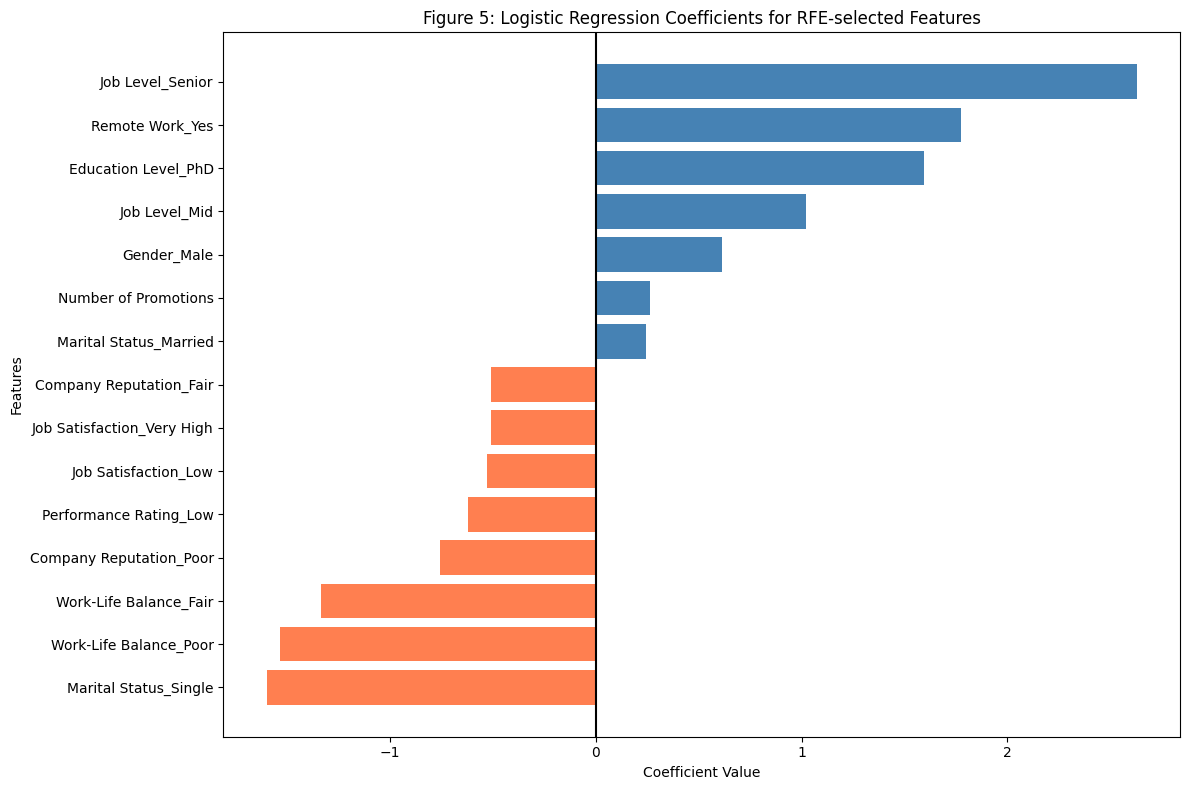 Figure 5: Logistic Regression Coefficients for RFE-selected Features
Features
Job Level_Senior
Remote Work_Yes
Education Level_PhD
Job Level_Mid
Gender_Male
Number of Promotions
Marital Status_Married
Company Reputation_Fair
Job Satisfaction_Very High
Job Satisfaction_Low
Performance Rating_Low
Company Reputation_Poor
Work-Life Balance_Fair
Work-Life Balance_Poor
Marital Status_Single
−1 0 1 2
Coefficient Value